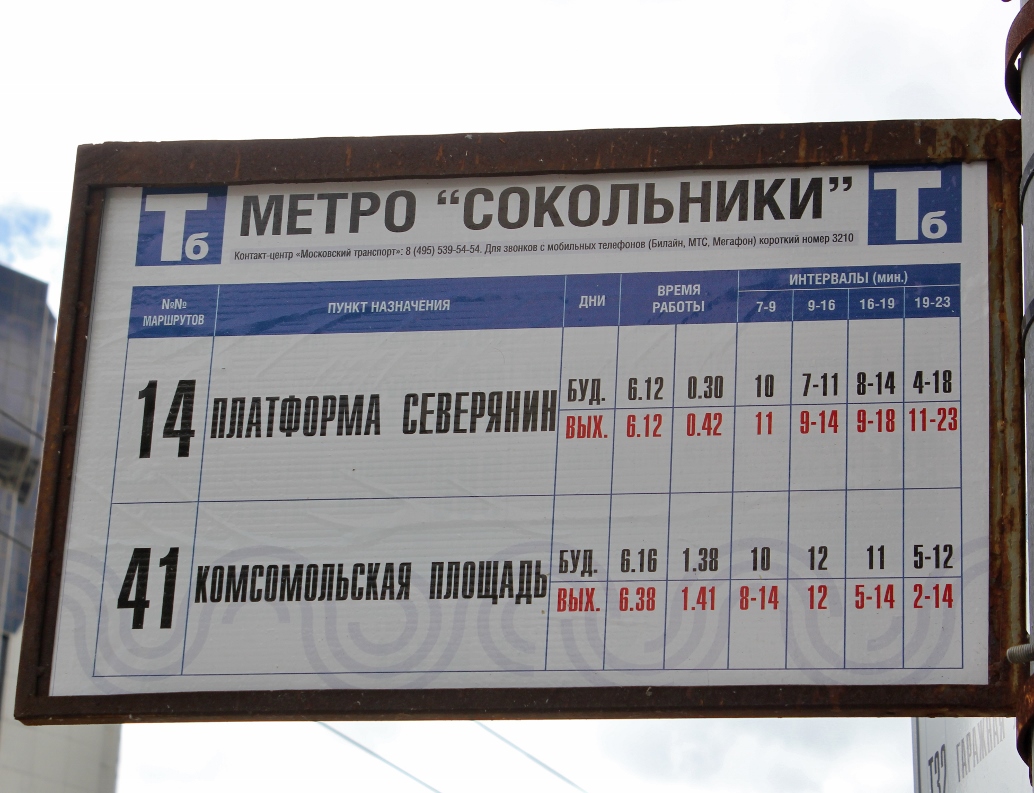 Тб МЕТРО “СОКОЛЬНИКИ” Тб
Контакт-центр «Московский транспорт»: 8 (495) 539-54-54. Для звонков с мобильных телефонов (Билайн, МТС, Мегафон) короткий номер 3210
№№ МАРШРУТОВ ПУНКТ НАЗНАЧЕНИЯ ДНИ ВРЕМЯ РАБОТЫ ИНТЕРВАЛЫ (мин.)
7-9 9-16 16-19 19-23
14 ПЛАТФОРМА СЕВЕРЯНИН БУД. 6.12 0.30 10 7-11 8-14 4-18
ВЫХ. 6.12 0.42 11 9-14 9-18 11-23
41 КОМСОМОЛЬСКАЯ ПЛОЩАДЬ БУД. 6.16 1.38 10 12 11 5-12
ВЫХ. 6.38 1.41 8-14 12 5-14 2-14
Т32 ГАРАЖНАЯ